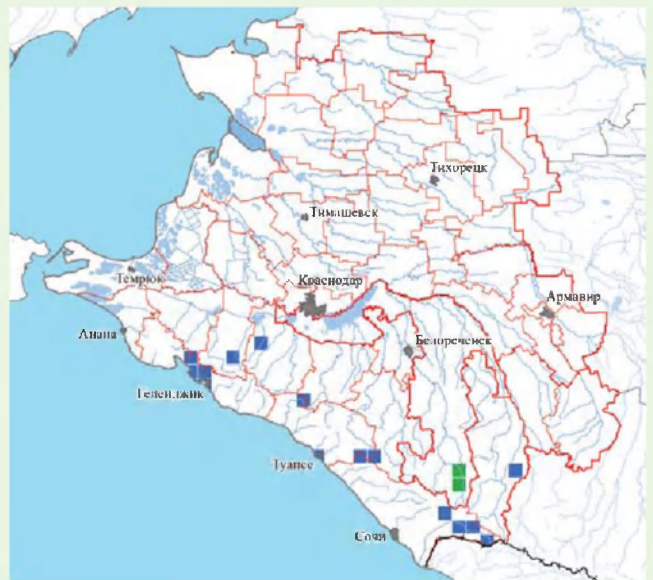 Тихорецк
Тимашевск
Темрюк
Краснодар
Армавир
Анапа
Белореченск
Геленджик
Туапсе
Сочи